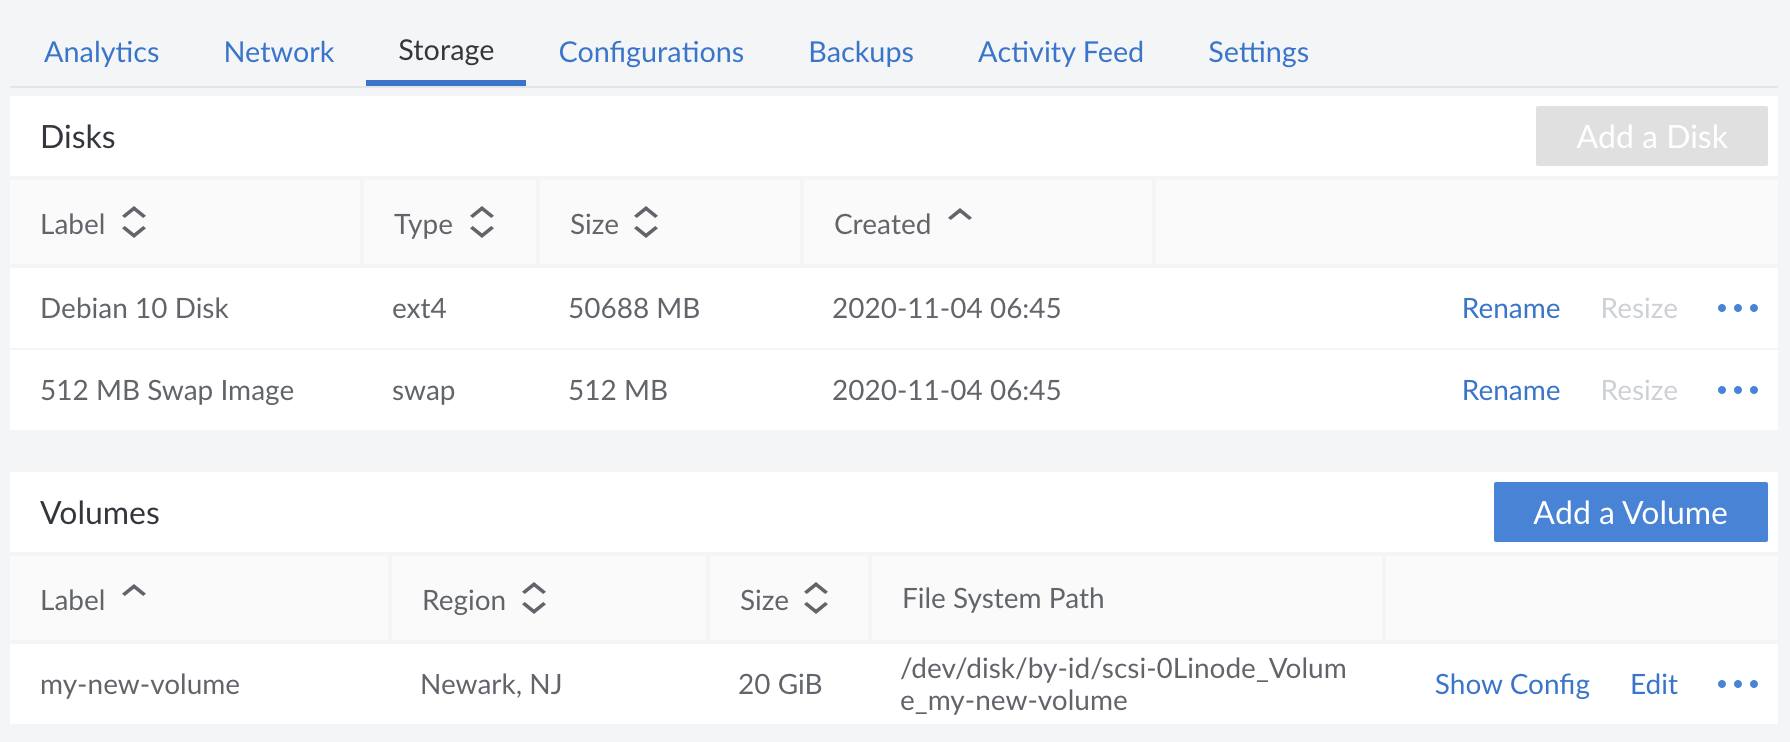 Analytics Network Storage Configurations Backups Activity Feed Settings
Disks Add a Disk
Label Type Size Created
Debian 10 Disk ext4 50688 MB 2020-11-04 06:45 Rename Resize
512 MB Swap Image swap 512 MB 2020-11-04 06:45 Rename Resize
Volumes Add a Volume
Label Region Size File System Path
my-new-volume Newark, NJ 20 GiB /dev/disk/by-id/scsi-0Linode_Volum
e_my-new-volume Show Config Edit